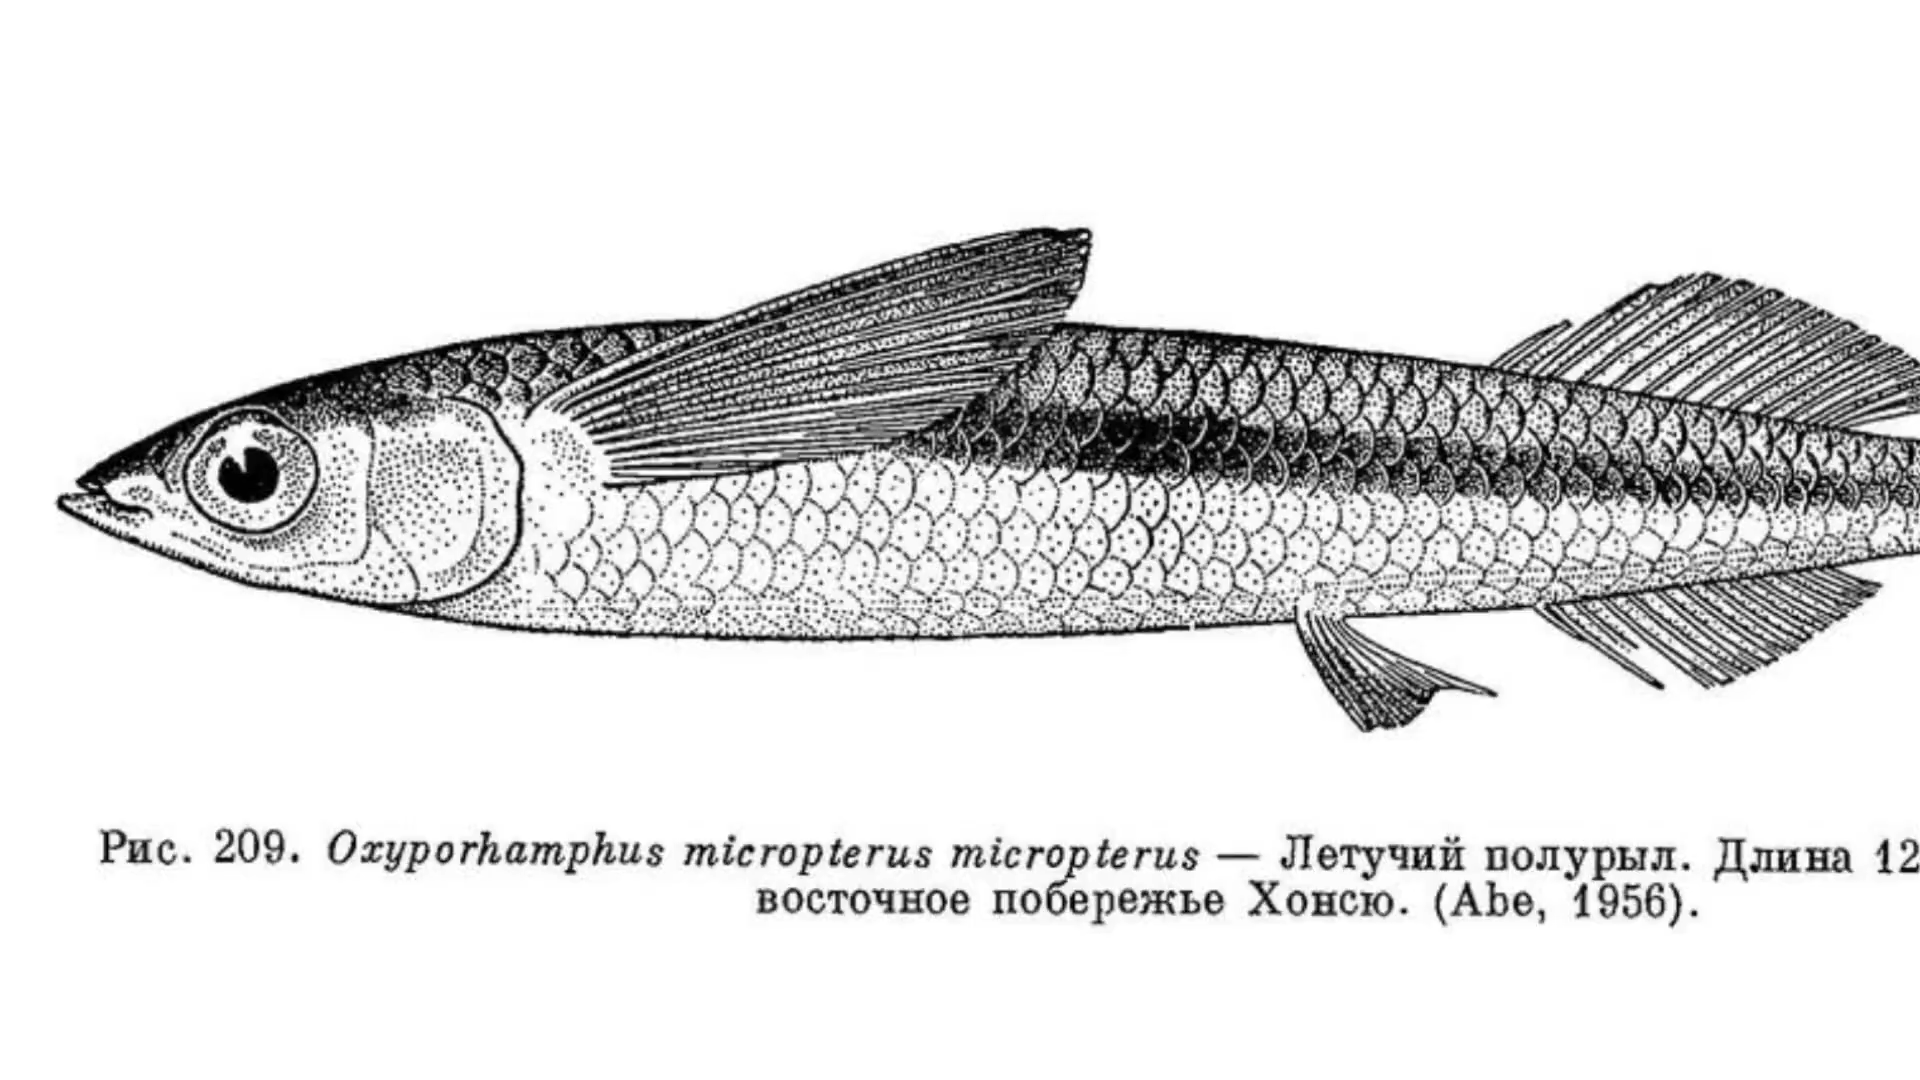 Рис. 209. Oxyporhamphus micropterus micropterus — Летучий полурыл. Длина 12
восточное побережье Хонсю. (Abe, 1956).